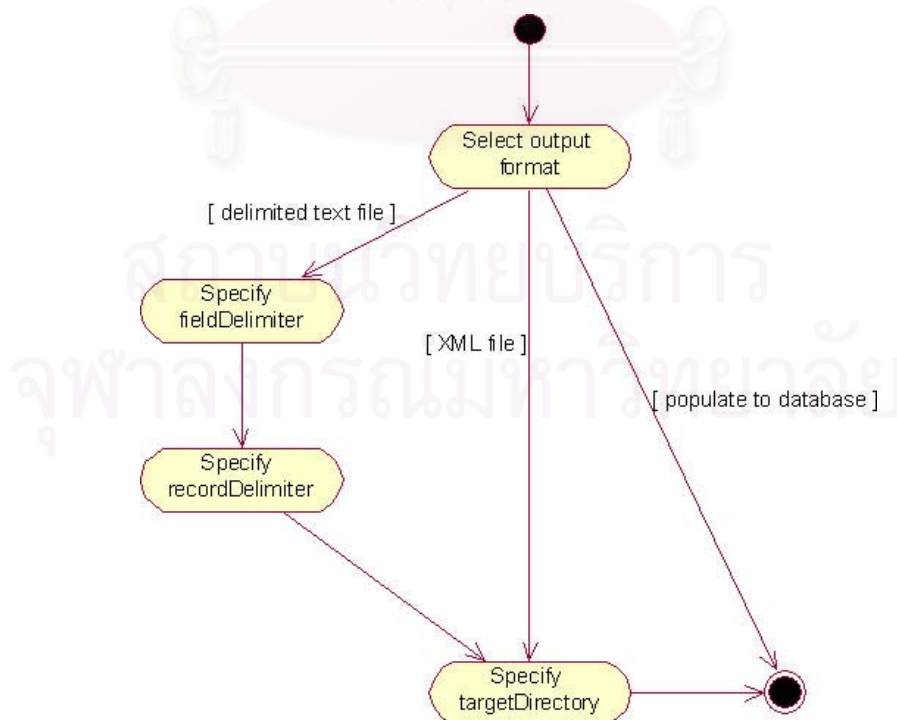 Select output
format
[ delimited text file ]
สถาบันวิทยบริการ
Specify
fieldDelimiter
[ XML file ]
จุฬาลงกรณ์มหาวิทยาลัย
[ populate to database ]
Specify
recordDelimiter
Specify
targetDirectory